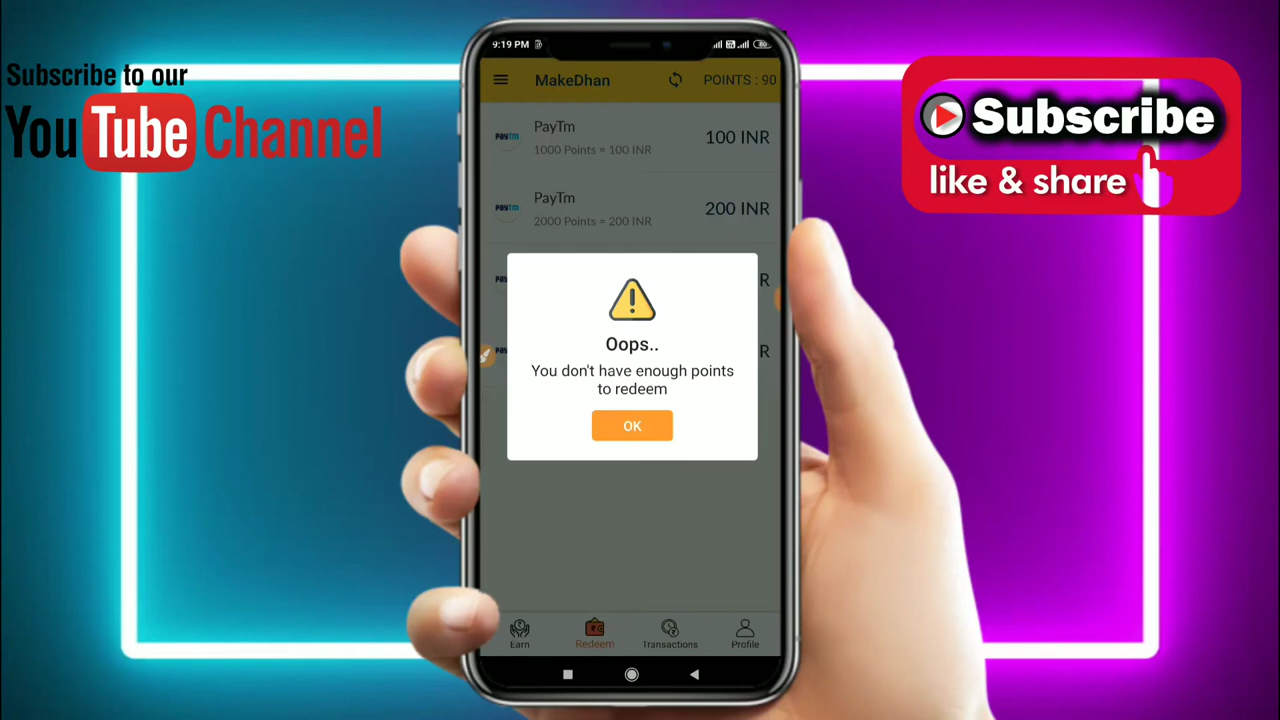 Subscribe to our
YouTube Channel
Subscribe
like & share
9:19 PM
MakeDhan
POINTS : 90
PayTm
1000 Points = 100 INR
100 INR
PayTm
2000 Points = 200 INR
200 INR
Oops..
You don't have enough points
to redeem
OK
Earn
Redeem
Transactions
Profile